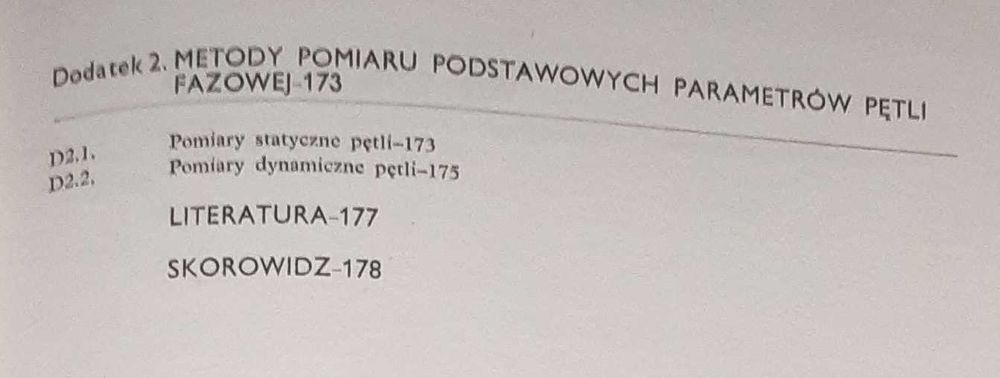 Dodatek 2. METODY POMIARU PODSTAWOWYCH PARAMETRÓW PĘTLI
FAZOWEJ–173
D2.1. Pomiary statyczne pętli–173
D2.2. Pomiary dynamiczne pętli–175
LITERATURA–177
SKOROWIDZ–178